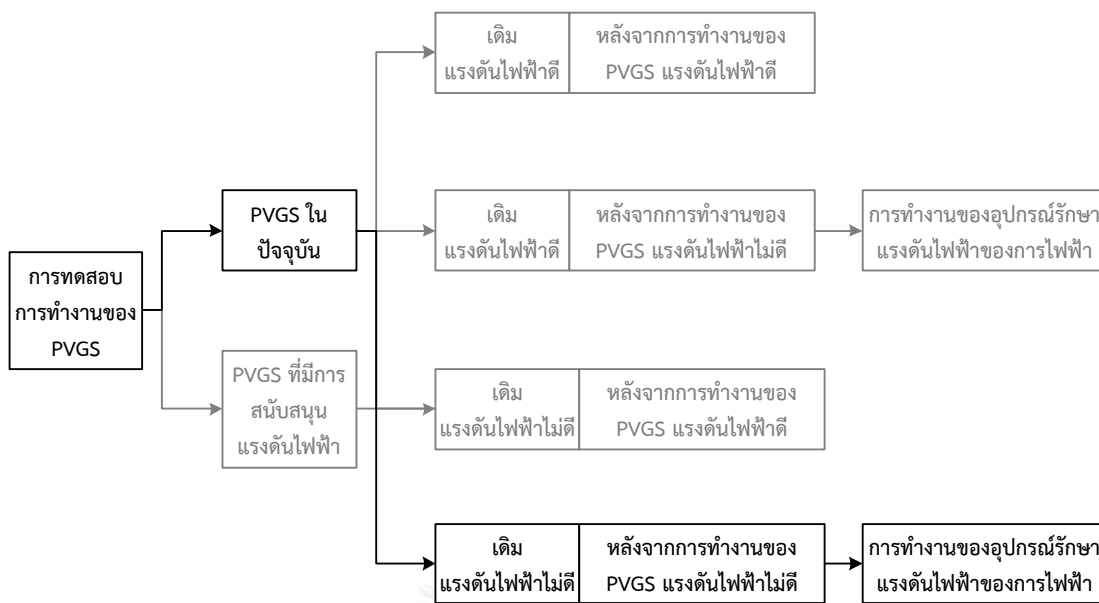 เดิม
แรงดันไฟฟ้าดี
หลังจากการทำงานของ
PVGS แรงดันไฟฟ้าดี
PVGS ใน
ปัจจุบัน
เดิม
แรงดันไฟฟ้าดี
หลังจากการทำงานของ
PVGS แรงดันไฟฟ้าไม่ดี
การทำงานของอุปกรณ์รักษา
แรงดันไฟฟ้าของการไฟฟ้า
การทดสอบ
การทำงานของ
PVGS
PVGS ที่มีการ
สนับสนุน
แรงดันไฟฟ้า
เดิม
แรงดันไฟฟ้าไม่ดี
หลังจากการทำงานของ
PVGS แรงดันไฟฟ้าดี
เดิม
แรงดันไฟฟ้าไม่ดี
หลังจากการทำงานของ
PVGS แรงดันไฟฟ้าไม่ดี
การทำงานของอุปกรณ์รักษา
แรงดันไฟฟ้าของการไฟฟ้า